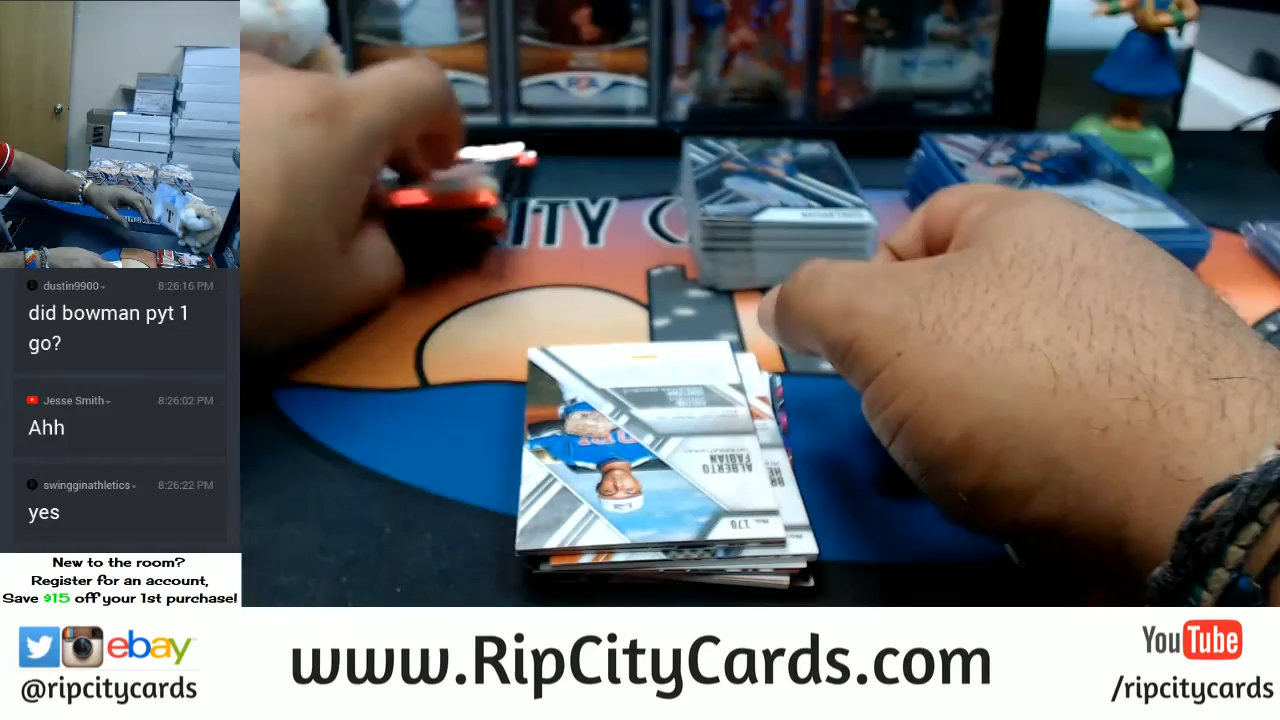 dustin9900
8:26:16 PM
did bowman pyt 1
go?
Jesse Smith
8:26:02 PM
Ahh
swingginathletics
8:26:22 PM
yes
New to the room?
Register for an account,
Save $15 off your 1st purchase!
ITY C
ALBERTO
FABIAN
No. 170
ebay
@ripcitycards
www.RipCityCards.com
YouTube
/ripcitycards